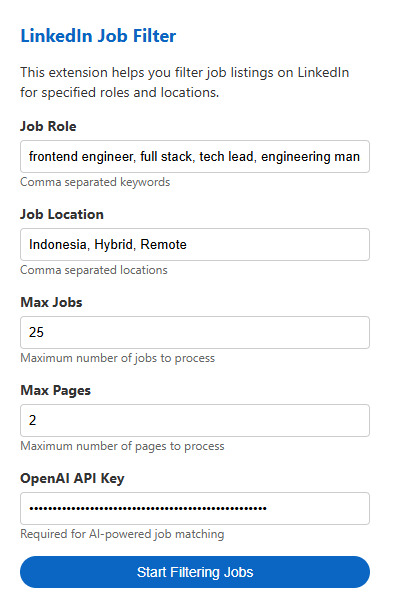 LinkedIn Job Filter
This extension helps you filter job listings on LinkedIn
for specified roles and locations.
Job Role
frontend engineer, full stack, tech lead, engineering man
Comma separated keywords
Job Location
Indonesia, Hybrid, Remote
Comma separated locations
Max Jobs
25
Maximum number of jobs to process
Max Pages
2
Maximum number of pages to process
OpenAI API Key
Required for AI-powered job matching
Start Filtering Jobs